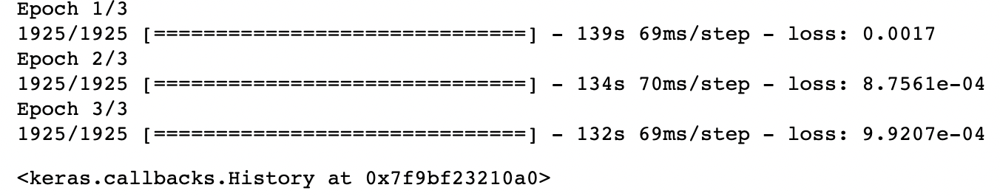 Epoch 1/3
1925/1925 [==============================] - 139s 69ms/step - loss: 0.0017
Epoch 2/3
1925/1925 [==============================] - 134s 70ms/step - loss: 8.7561e-04
Epoch 3/3
1925/1925 [==============================] - 132s 69ms/step - loss: 9.9207e-04
<keras.callbacks.History at 0x7f9bf23210a0>